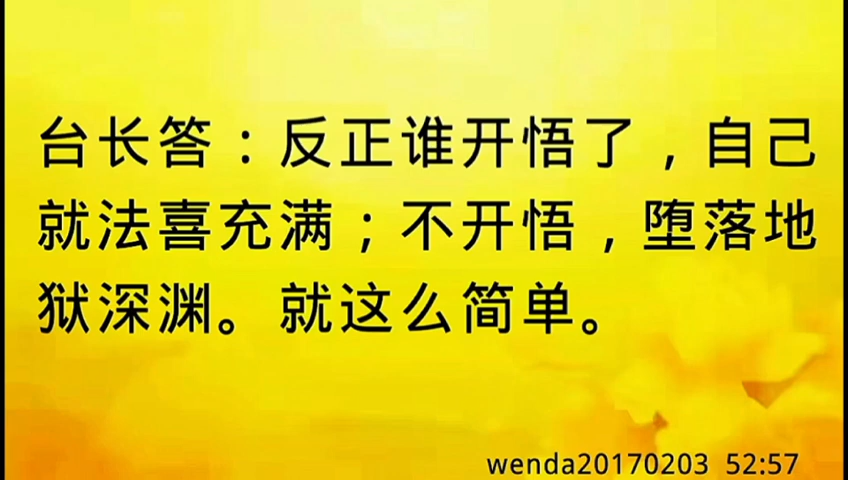 台长答：反正谁开悟了，自己
就法喜充满；不开悟，堕落地
狱深渊。就这么简单。
wenda20170203 52:57